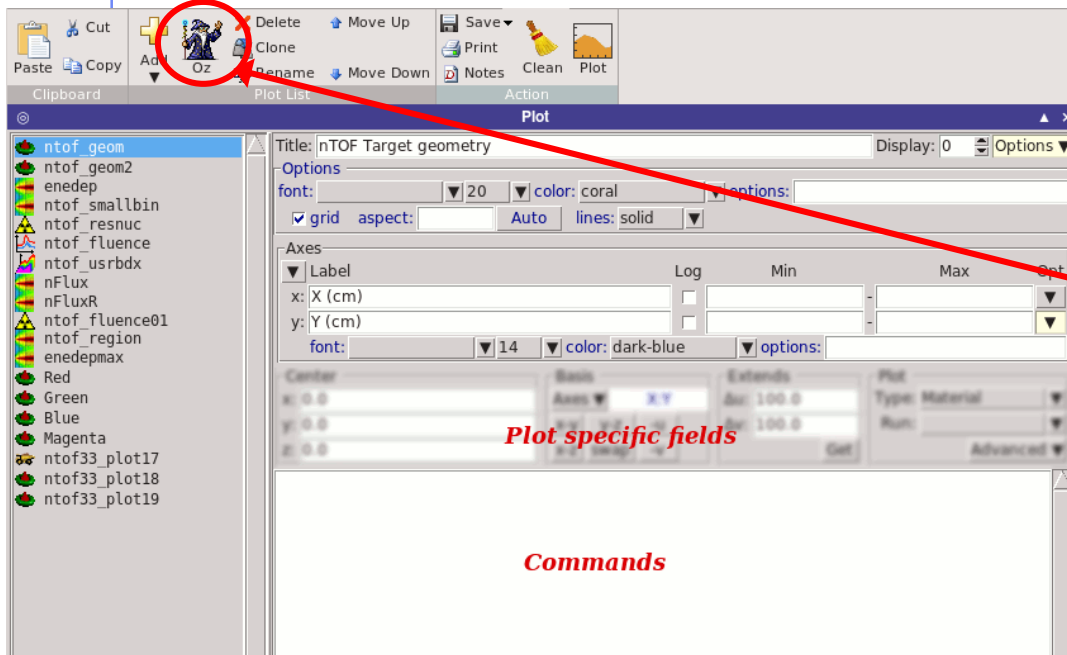 Cut
Paste
Copy
Clipboard
Add
Oz
Delete
Clone
Rename
Move Up
Move Down
Plot List
Save
Print
Notes
Clean
Plot
Action
Plot
ntof_geom
ntof_geom2
enedep
ntof_smallbin
ntof_resnuc
ntof_fluence
ntof_usrbdx
nFlux
nFluxR
ntof_fluence01
ntof_region
enedepmax
Red
Green
Blue
Magenta
ntof33_plot17
ntof33_plot18
ntof33_plot19
Title: nTOF Target geometry Display: 0 Options
Options
font: 20 color: coral options:
grid aspect: Auto lines: solid
Axes
Label Log Min Max Opt
x: X (cm) -
y: Y (cm) -
font: 14 color: dark-blue options:
Center Basis Extends Plot
x: 0.0 Axes X:Y Δu: 100.0 Type: Material
y: 0.0 Δv: 100.0 Run:
z: 0.0 swap Get Advanced
Plot specific fields
Commands